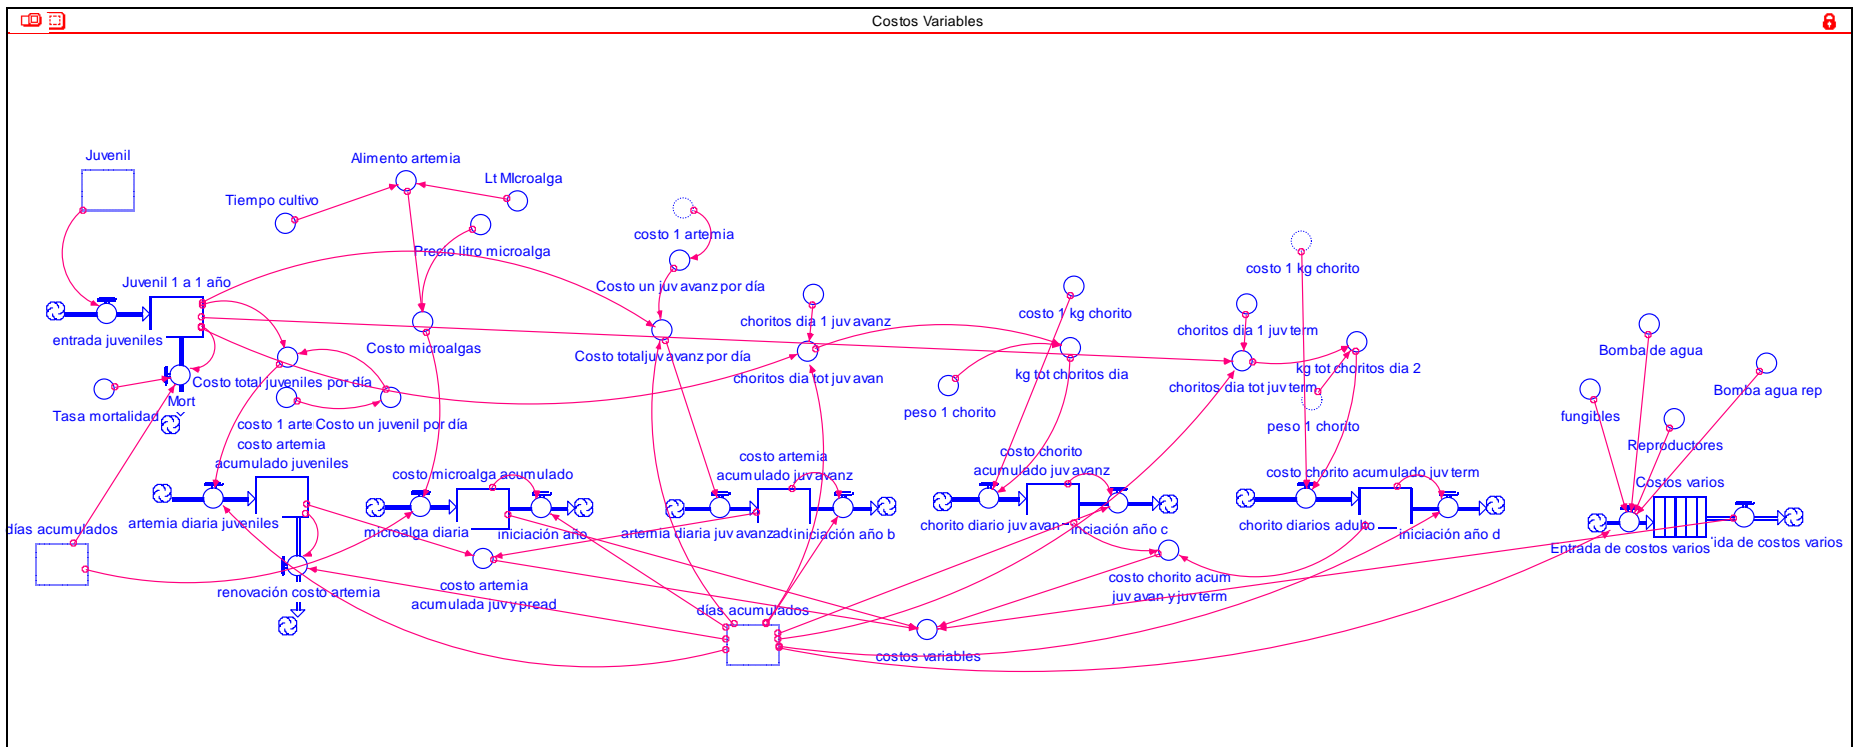 Costos Variables
Juvenil
Alimento artemia
Lt MIcroalga
Tiempo cultivo
costo 1 artemia
Precio litro microalga
costo 1 kg chorito
Juvenil 1 a 1 año
Costo un juv avanz por día
costo 1 kg chorito
choritos dia 1 juv avanz
choritos dia 1 juv term
entrada juveniles
Costo microalgas
Costo totaljuv avanz por día
Bomba de agua
choritos dia tot juv avan
kg tot choritos dia
kg tot choritos dia 2
choritos dia tot juv term
Costo total juveniles por día
Bomba agua rep
Mort
Tasa mortalidad
peso 1 chorito
fungibles
costo 1 arte
Costo un juvenil por día
peso 1 chorito
Reproductores
costo artemia
acumulado juveniles
costo artemia
acumulado juv avanz
costo chorito
acumulado juv avanz
costo microalga acumulado
costo chorito acumulado juv term
Costos varios
días acumulados
artemia diaria juveniles
microalga diaria
iniciación año
artemia diaria juv avanzad
iniciación año b
chorito diario juv avan
iniciación año c
chorito diarios adulto
iniciación año d
Entrada de costos varios
ida de costos varios
renovación costo artemia
costo artemia
acumulada juv y pread
costo chorito acum
juv avan y juv term
días acumulados
costos variables